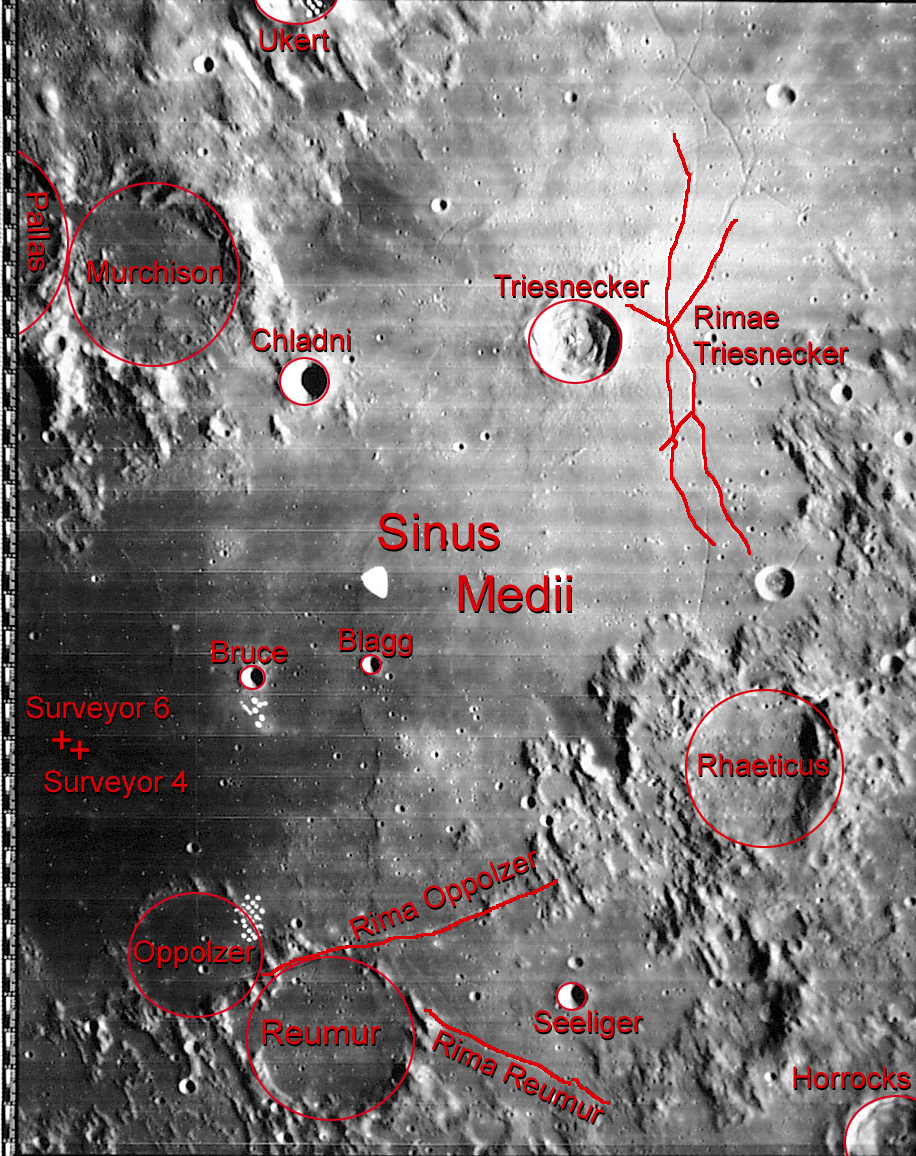 Ukert
Pallas
Murchison
Triesnecker
Rimae
Triesnecker
Chladni
Sinus
Medii
Blagg
Bruce
Surveyor 6
Surveyor 4
Rhaeticus
Rima Oppolzer
Oppolzer
Reumur
Seeliger
Rima Reumur
Horrocks